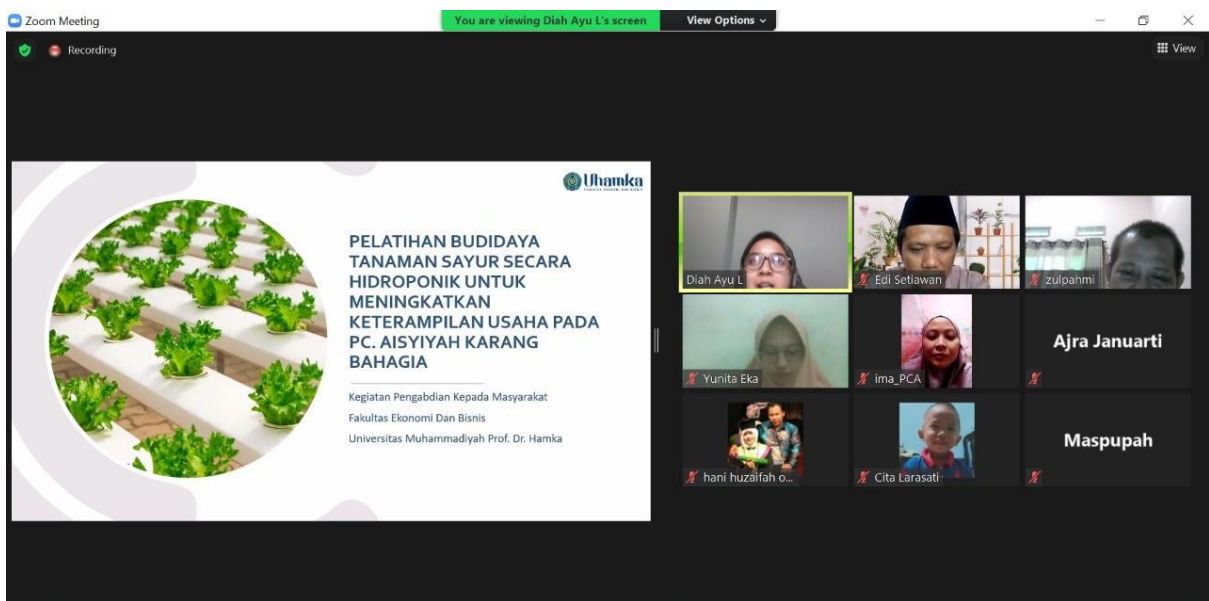 Zoom Meeting
You are viewing Diah Ayu L's screen
View Options
Recording
View
Uhamka
PELATIHAN BUDIDAYA
TANAMAN SAYUR SECARA
HIDROPONIK UNTUK
MENINGKATKAN
KETERAMPILAN USAHA PADA
PC. AISYIYAH KARANG
BAHAGIA
Kegiatan Pengabdian Kepada Masyarakat
Fakultas Ekonomi Dan Bisnis
Universitas Muhammadiyah Prof. Dr. Hamka
Diah Ayu L
Edi Setiawan
zulpahmi
Yunita Eka
ima_PCA
Ajra Januarti
hani huzaifah o...
Cita Larasati
Maspupah